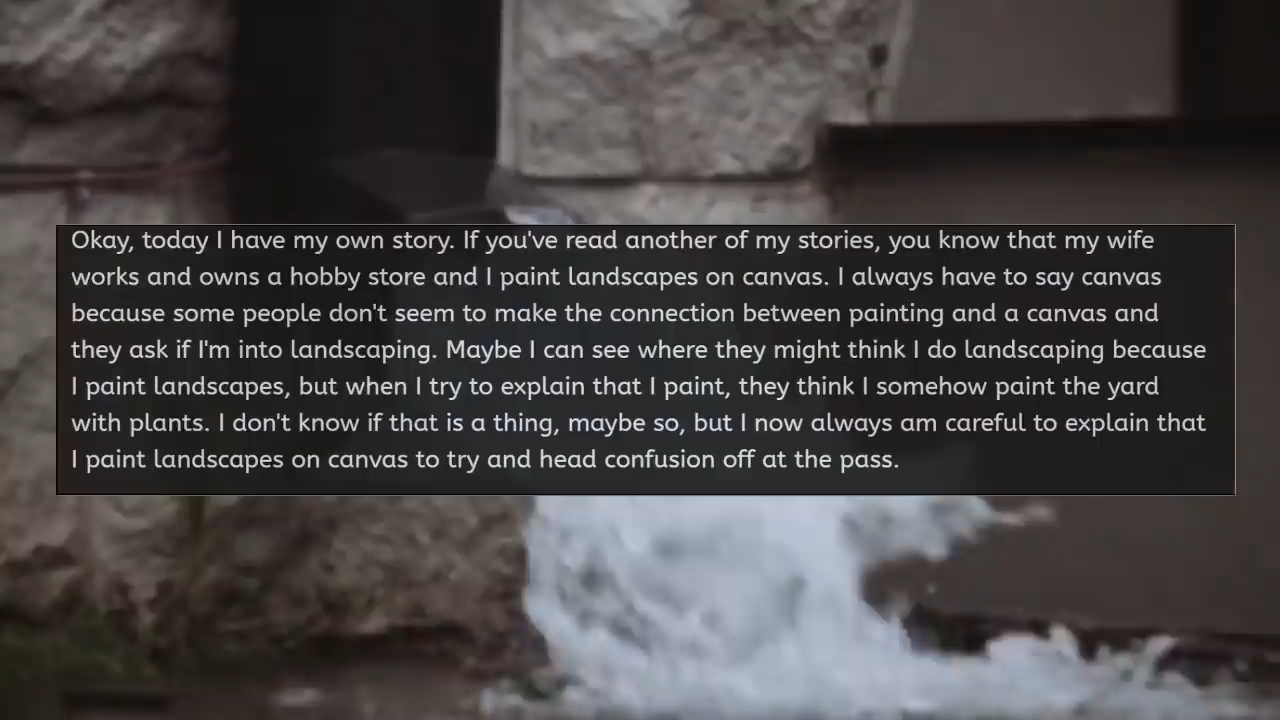 Okay, today I have my own story. If you've read another of my stories, you know that my wife
works and owns a hobby store and I paint landscapes on canvas. I always have to say canvas
because some people don't seem to make the connection between painting and a canvas and
they ask if I'm into landscaping. Maybe I can see where they might think I do landscaping because
I paint landscapes, but when I try to explain that I paint, they think I somehow paint the yard
with plants. I don't know if that is a thing, maybe so, but I now always am careful to explain that
I paint landscapes on canvas to try and head confusion off at the pass.